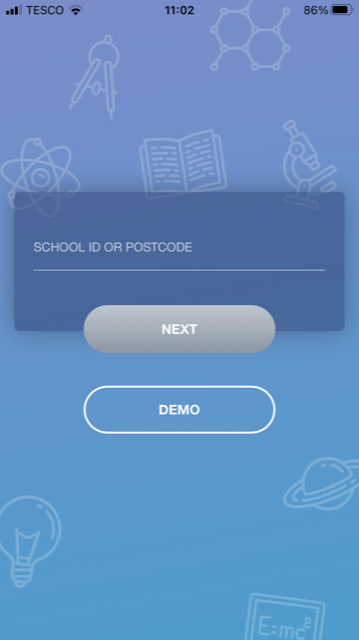 TESCO 11:02 86%
SCHOOL ID OR POSTCODE
NEXT
DEMO
E=mc²